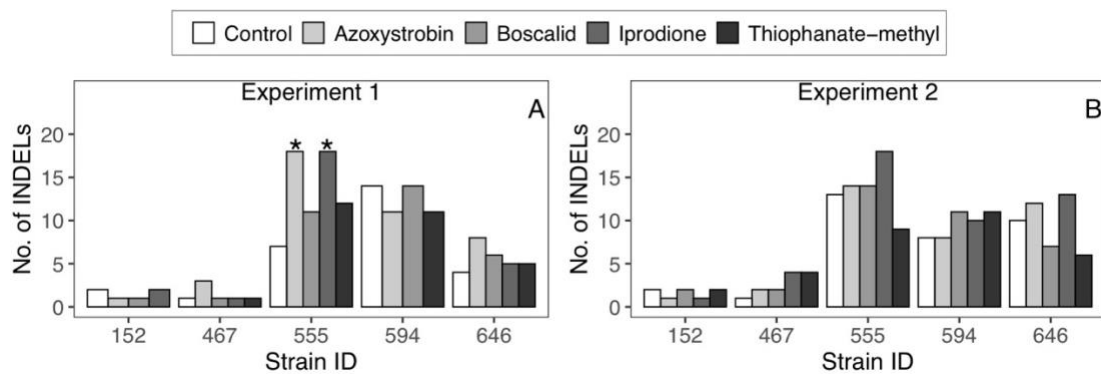 Control Azoxystrobin Boscalid Iprodione Thiophanate−methyl
Experiment 1
A
No. of INDELs
20
15
10
5
0
* *
152 467 555 594 646
Strain ID
Experiment 2
B
No. of INDELs
20
15
10
5
0
152 467 555 594 646
Strain ID